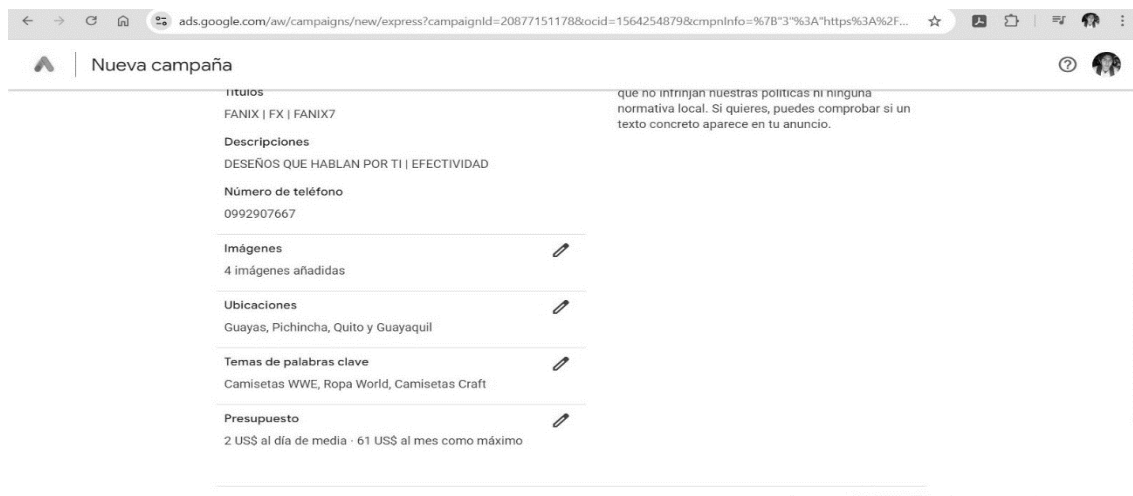 ads.google.com/aw/campaigns/new/express?campaignId=20877151178&ocid=1564254879&cmpnInfo=%7B"3"%3A"https%3A%2F...
Nueva campaña
Títulos
FANIX | FX | FANIX7
Descripciones
DESEÑOS QUE HABLAN POR TI | EFECTIVIDAD
Número de teléfono
0992907667
Imágenes
4 imágenes añadidas
Ubicaciones
Guayas, Pichincha, Quito y Guayaquil
Temas de palabras clave
Camisetas WWE, Ropa World, Camisetas Craft
Presupuesto
2 US$ al día de media · 61 US$ al mes como máximo
que no infrinjan nuestras políticas ni ninguna
normativa local. Si quieres, puedes comprobar si un
texto concreto aparece en tu anuncio.